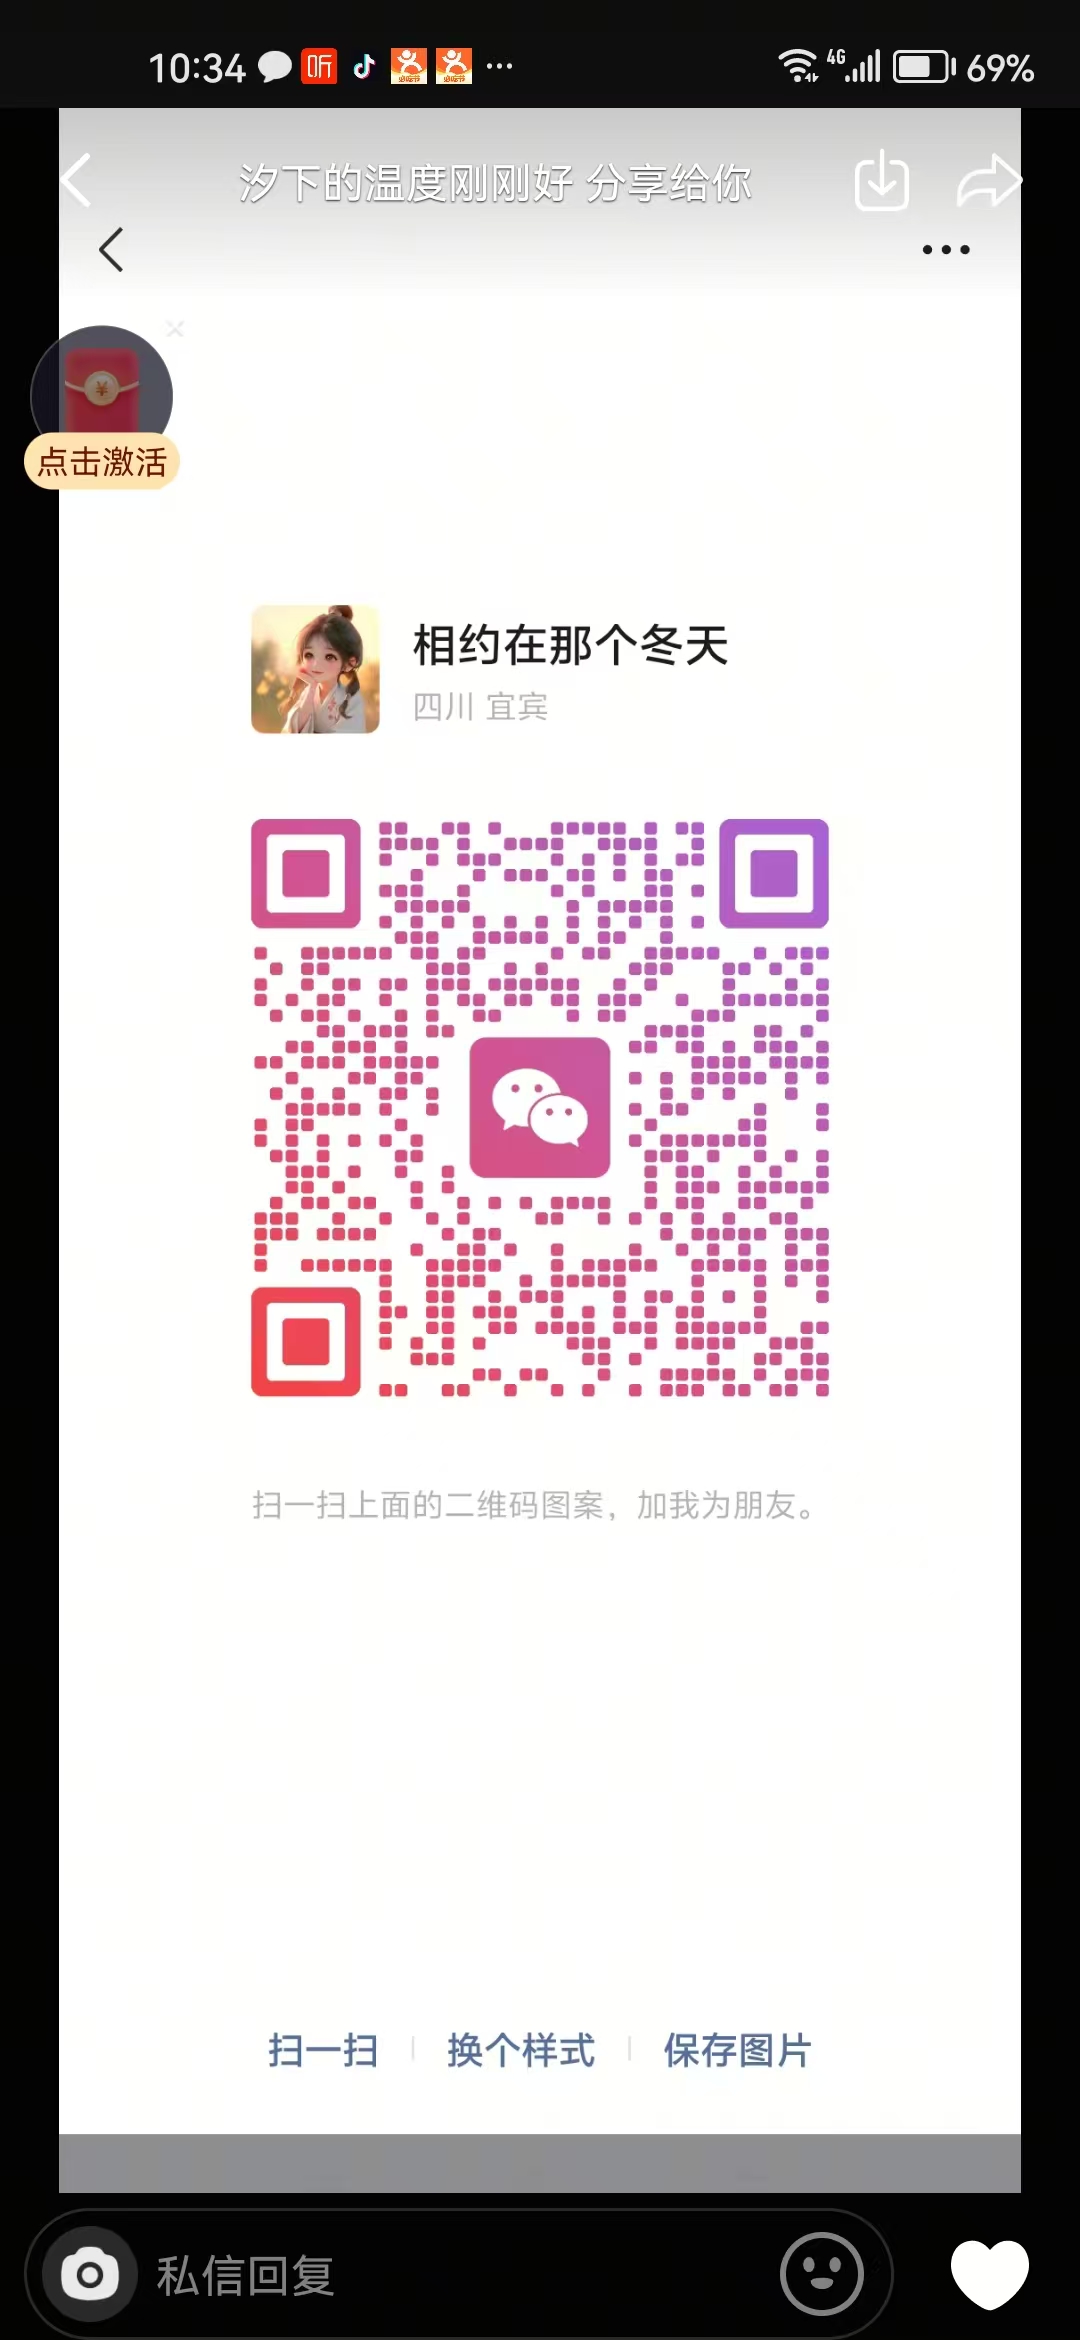 10:34 听 4G 69%
汐下的温度刚刚好 分享给你
点击激活
相约在那个冬天
四川 宜宾
扫一扫上面的二维码图案，加我为朋友。
扫一扫 | 换个样式 | 保存图片
私信回复